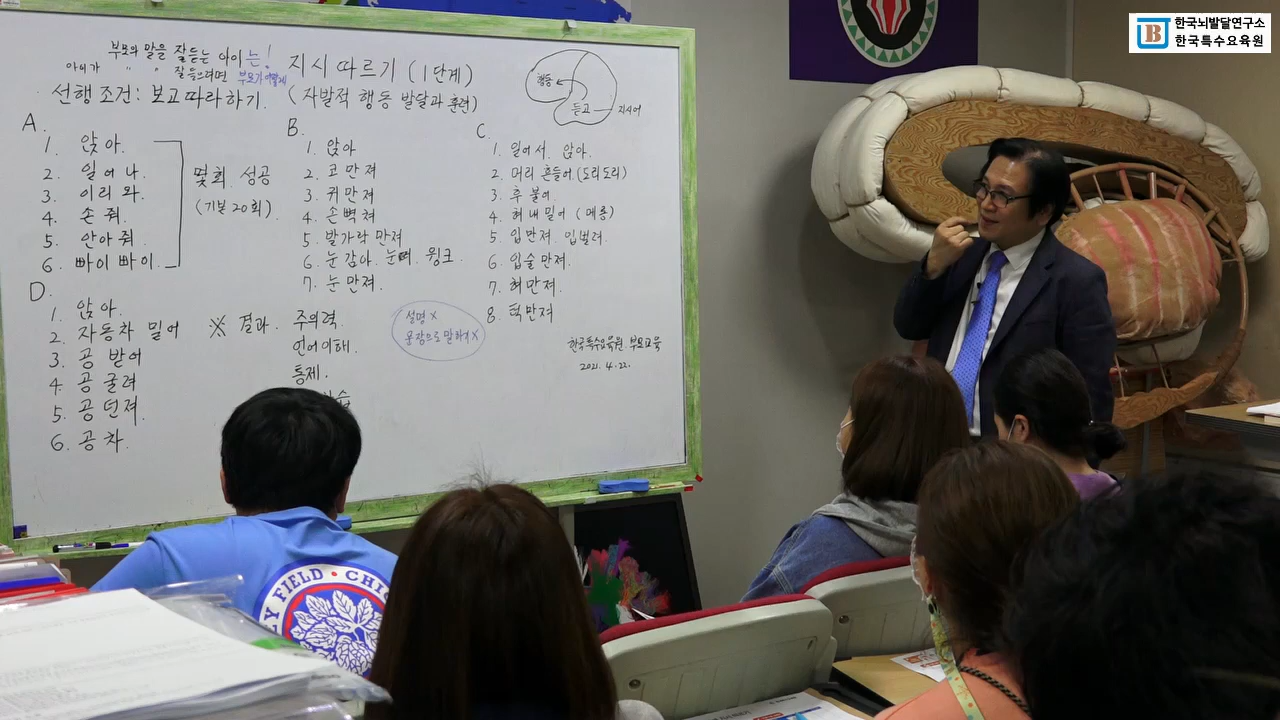 한국뇌발달연구소
한국특수요육원
부모와 말을 잘듣는 아이는!
아이가 " " 잘들으려면 부모가 어떻게
지시따르기 (1단계)
선행조건: 보고따라하기.
(자발적 행동 발달과 훈련)
행동
듣고
지시어
A.
1. 앉아.
2. 일어나.
3. 이리와.
4. 손 줘.
5. 안아줘.
6. 빠이빠이.
몇회 성공
(기본 20회)
B.
1. 앉아
2. 코만져
3. 귀만져
4. 손벽쳐
5. 발가락 만져
6. 눈감아. 눈떠. 윙크.
7. 눈만져.
C.
1. 일어서. 앉아.
2. 머리 흔들어 (도리도리)
3. 후 불어.
4. 혀내밀어 (메롱)
5. 입만져. 입벌려.
6. 입술만져.
7. 혀만져.
8. 턱만져
D.
1. 앉아.
2. 자동차 밀어
3. 공 받어
4. 공 굴려
5. 공 던져.
6. 공 차.
※ 결과. 주의력.
언어이해.
통제.
설명 x
문장으로 말하기 x
한국특수요육원. 부모교육
2021. 4. 22.
FIELD • CHIC